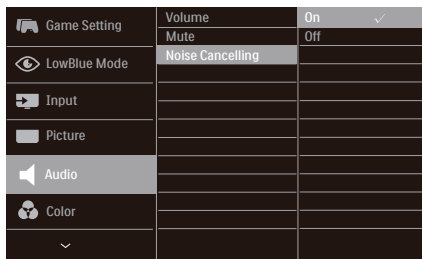 Game Setting
LowBlue Mode
Input
Picture
Audio
Color
Volume
Mute
Noise Cancelling
On
Off